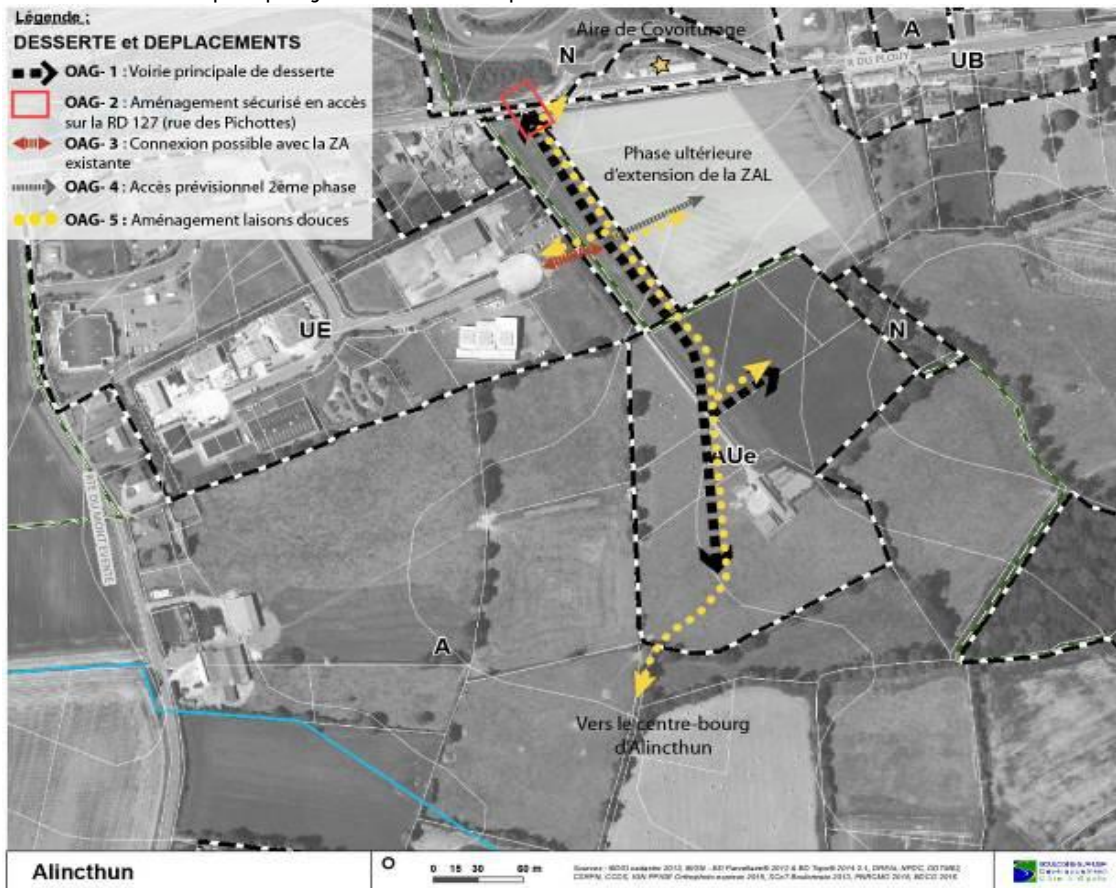 Légende :
DESSERTE et DEPLACEMENTS
OAG- 1 : Voirie principale de desserte
OAG- 2 : Aménagement sécurisé en accès
sur la RD 127 (rue des Pichottes)
OAG- 3 : Connexion possible avec la ZA
existante
OAG- 4 : Accès prévisionnel 2ème phase
OAG- 5 : Aménagement laisons douces
Aire de Covoiturage
N
A
UB
R DU PLOUY
Phase ultérieure
d'extension de la ZAL
UE
N
AUe
A
Vers le centre-bourg
d'Alincthun
Alincthun
0 15 30 60 m